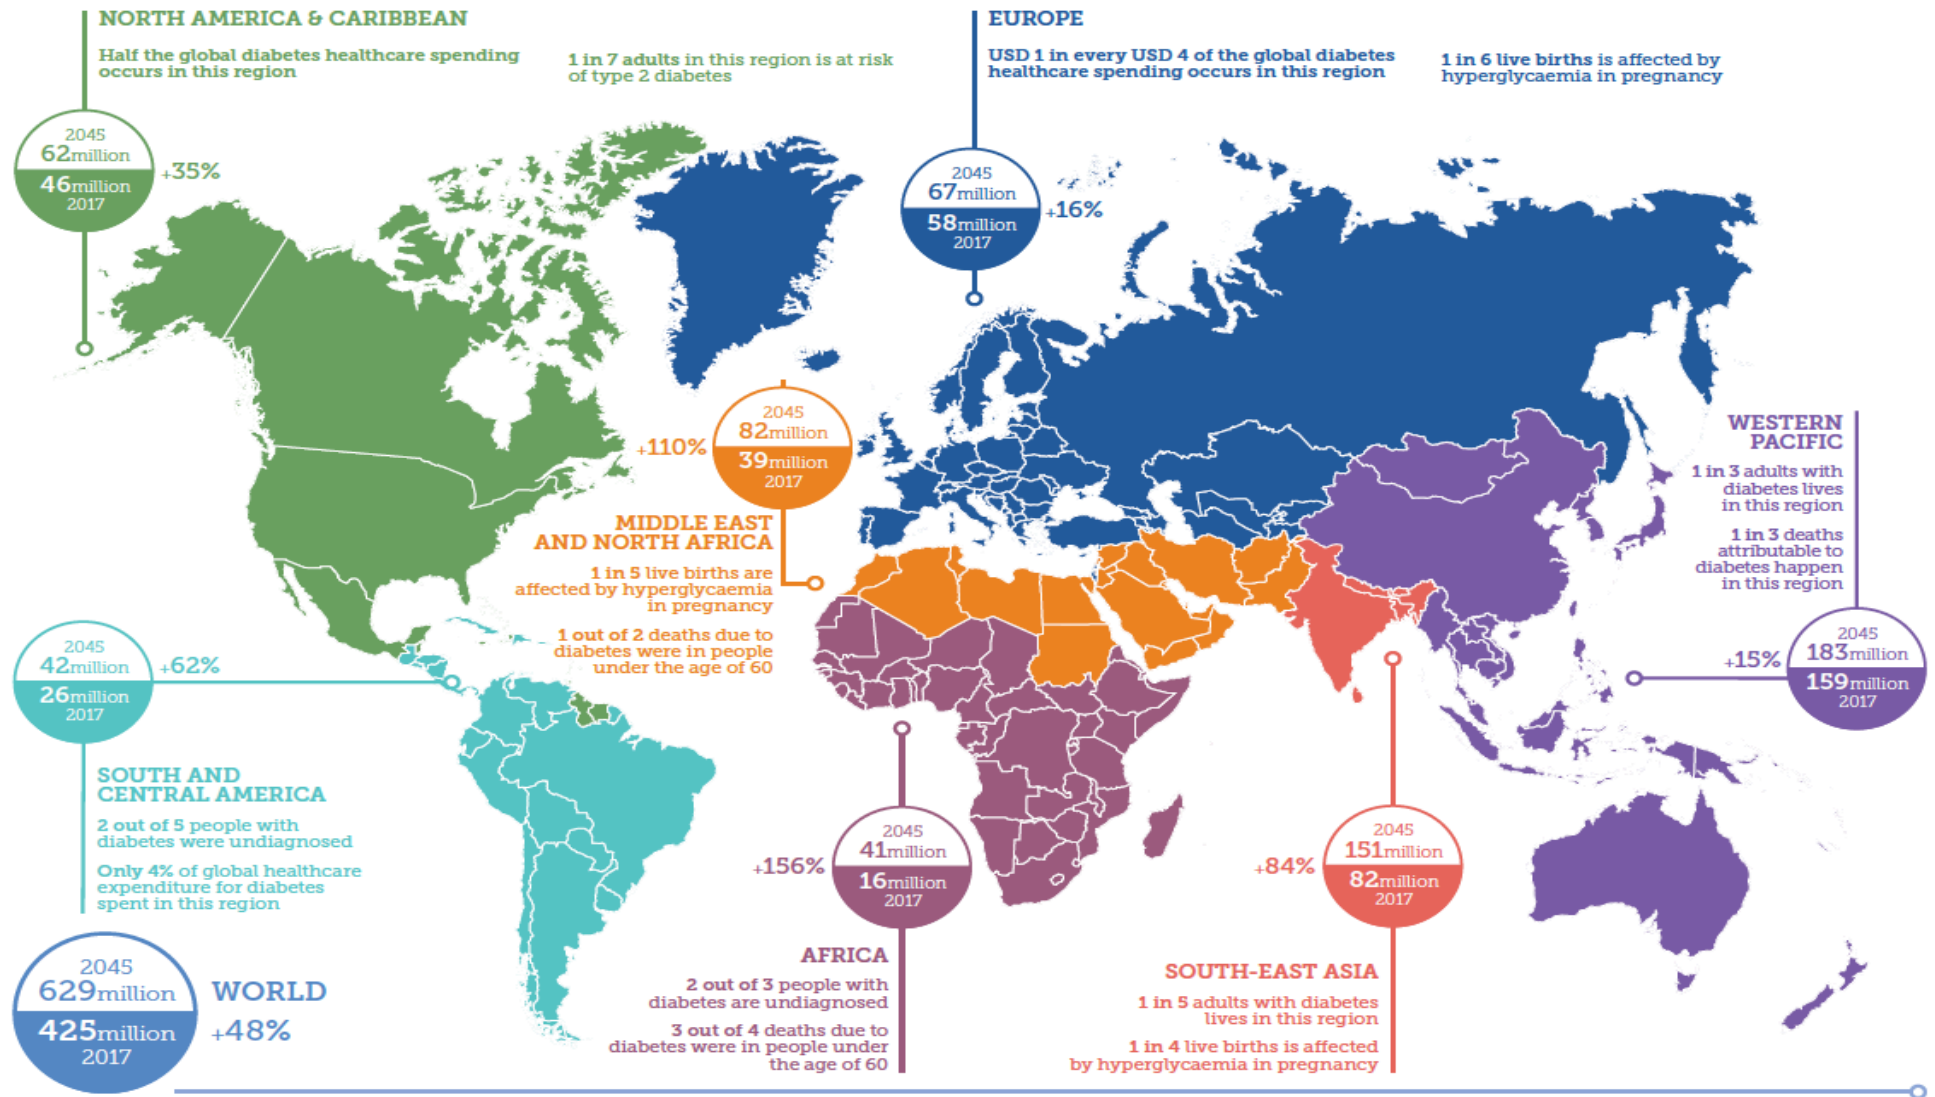 NORTH AMERICA & CARIBBEAN
Half the global diabetes healthcare spending
occurs in this region
1 in 7 adults in this region is at risk
of type 2 diabetes
2045
62million
46million
2017
+35%
EUROPE
USD 1 in every USD 4 of the global diabetes
healthcare spending occurs in this region
1 in 6 live births is affected by
hyperglycaemia in pregnancy
2045
67million
58million
2017
+16%
2045
82million
39million
2017
+110%
MIDDLE EAST
AND NORTH AFRICA
1 in 5 live births are
affected by hyperglycaemia
in pregnancy
1 out of 2 deaths due to
diabetes were in people
under the age of 60
WESTERN
PACIFIC
1 in 3 adults with
diabetes lives
in this region
1 in 3 deaths
attributable to
diabetes happen
in this region
2045
183million
159million
2017
+15%
2045
42million
26million
2017
+62%
SOUTH AND
CENTRAL AMERICA
2 out of 5 people with
diabetes were undiagnosed
Only 4% of global healthcare
expenditure for diabetes
spent in this region
2045
41million
16million
2017
+156%
AFRICA
2 out of 3 people with
diabetes are undiagnosed
3 out of 4 deaths due to
diabetes were in people under
the age of 60
2045
151million
82million
2017
+84%
SOUTH-EAST ASIA
1 in 5 adults with diabetes
lives in this region
1 in 4 live births is affected
by hyperglycaemia in pregnancy
2045
629million
425million
2017
WORLD
+48%